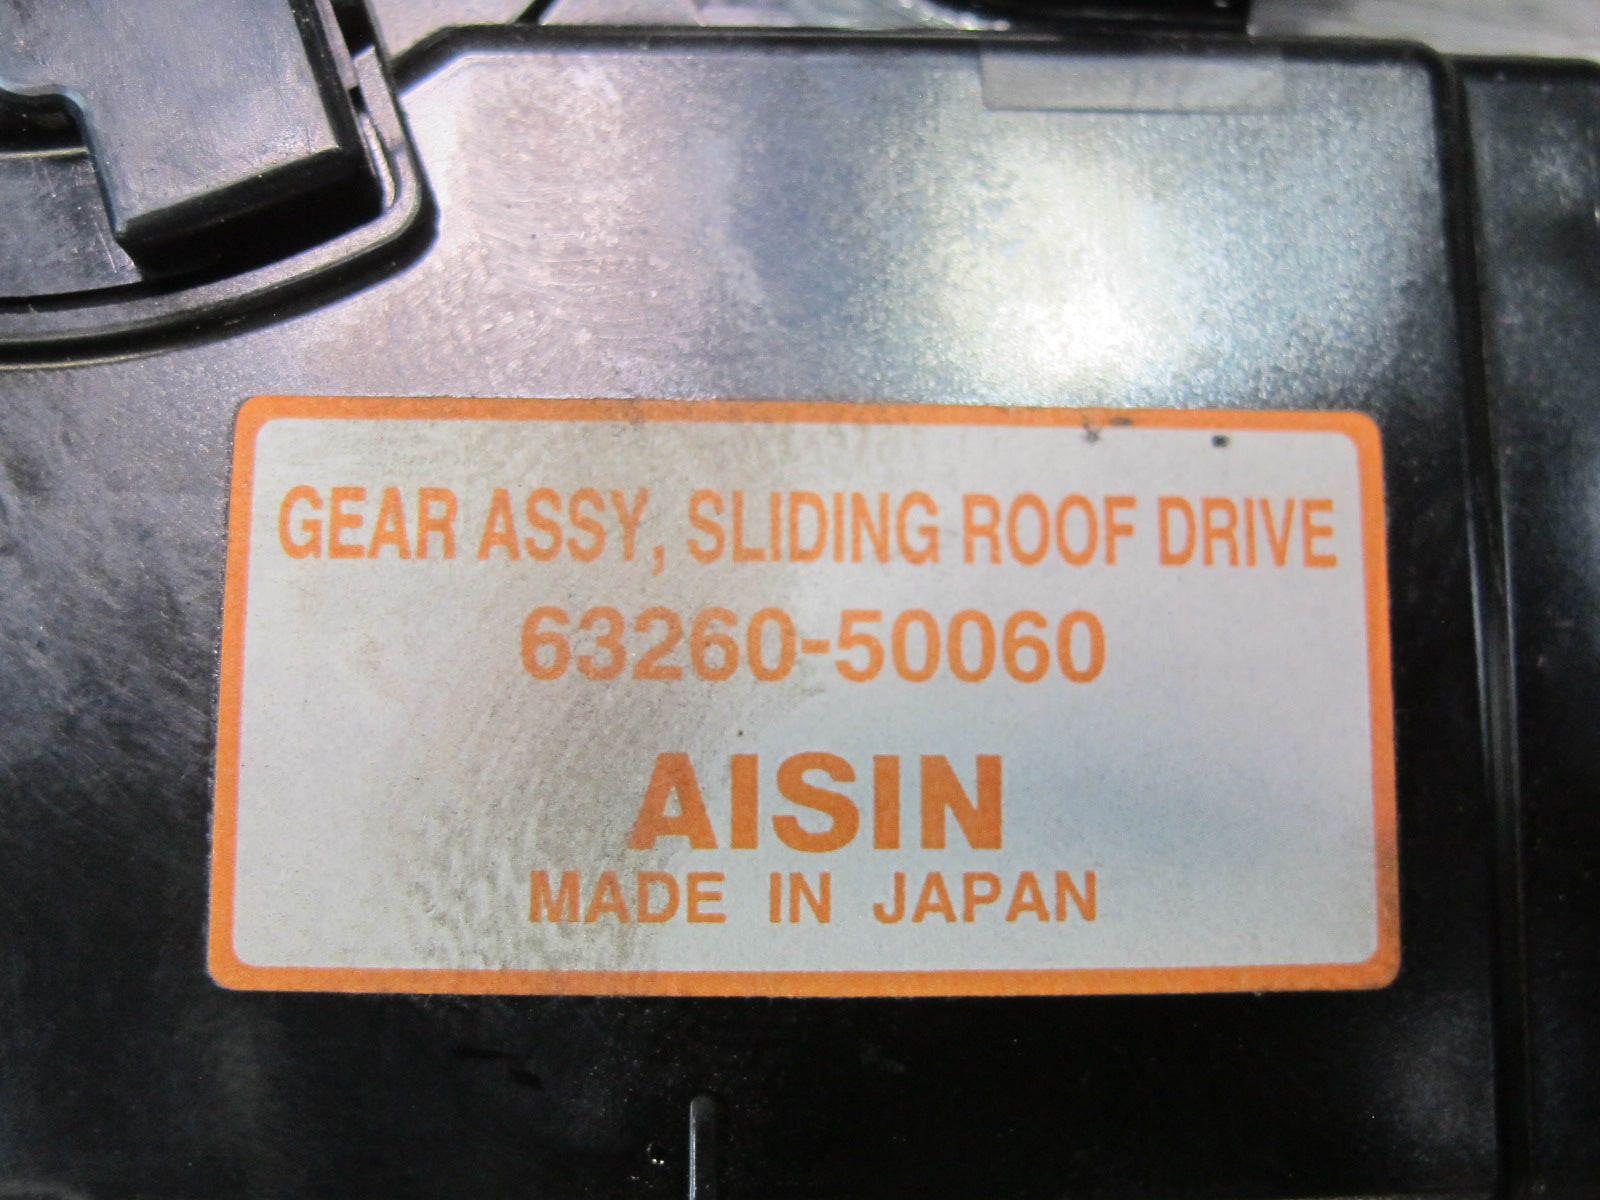 GEAR ASSY, SLIDING ROOF DRIVE
63260-50060
AISIN
MADE IN JAPAN